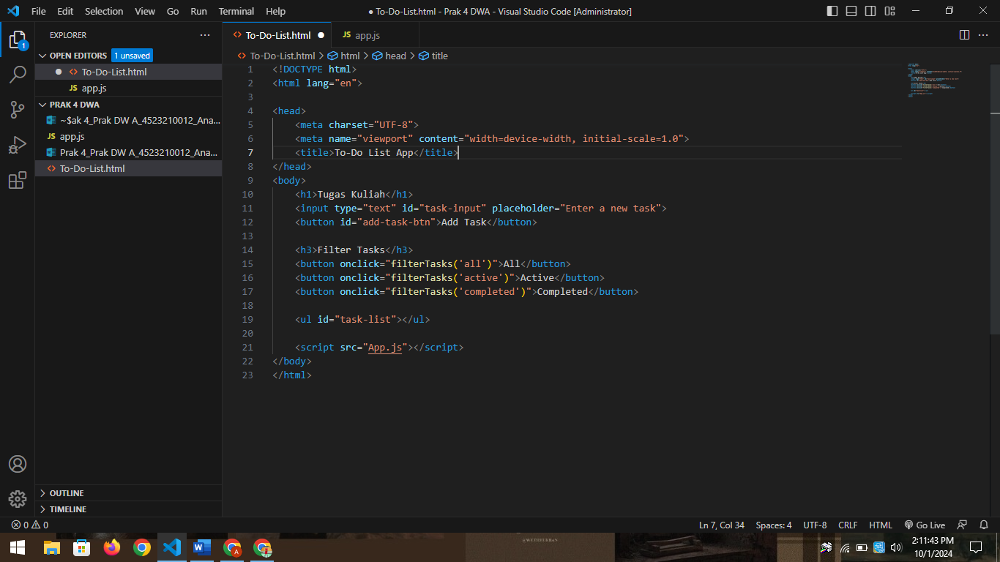 File Edit Selection View Go Run Terminal Help
● To-Do-List.html - Prak 4 DWA - Visual Studio Code [Administrator]
EXPLORER
OPEN EDITORS 1 unsaved
To-Do-List.html
JS app.js
PRAK 4 DWA
~$ak 4_Prak DW A_4523210012_Ana...
JS app.js
Prak 4_Prak DW A_4523210012_Ana...
To-Do-List.html
OUTLINE
TIMELINE
1
To-Do-List.html
JS app.js
To-Do-List.html > html > head > title
1 <!DOCTYPE html>
2 <html lang="en">
3
4 <head>
5 <meta charset="UTF-8">
6 <meta name="viewport" content="width=device-width, initial-scale=1.0">
7 <title>To-Do List App</title>
8 </head>
9 <body>
10 <h1>Tugas Kuliah</h1>
11 <input type="text" id="task-input" placeholder="Enter a new task">
12 <button id="add-task-btn">Add Task</button>
13
14 <h3>Filter Tasks</h3>
15 <button onclick="filterTasks('all')">All</button>
16 <button onclick="filterTasks('active')">Active</button>
17 <button onclick="filterTasks('completed')">Completed</button>
18
19 <ul id="task-list"></ul>
20
21 <script src="App.js"></script>
22 </body>
23 </html>
0 0
Ln 7, Col 34 Spaces: 4 UTF-8 CRLF HTML Go Live
@WETHEURBAN
2:11:43 PM
10/1/2024